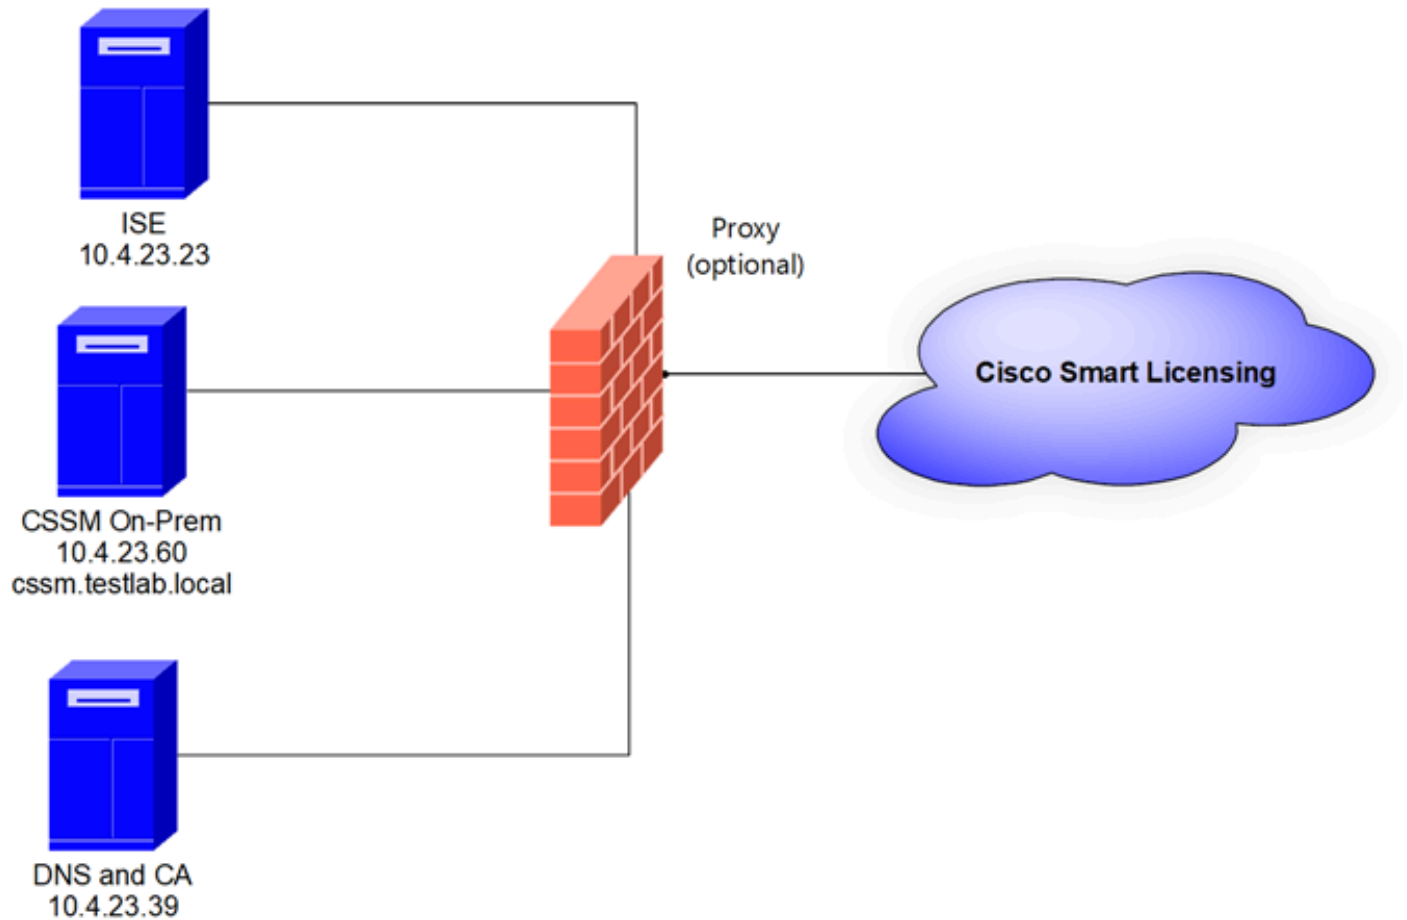 ISE
10.4.23.23
Proxy
(optional)
Cisco Smart Licensing
CSSM On-Prem
10.4.23.60
cssm.testlab.local
DNS and CA
10.4.23.39